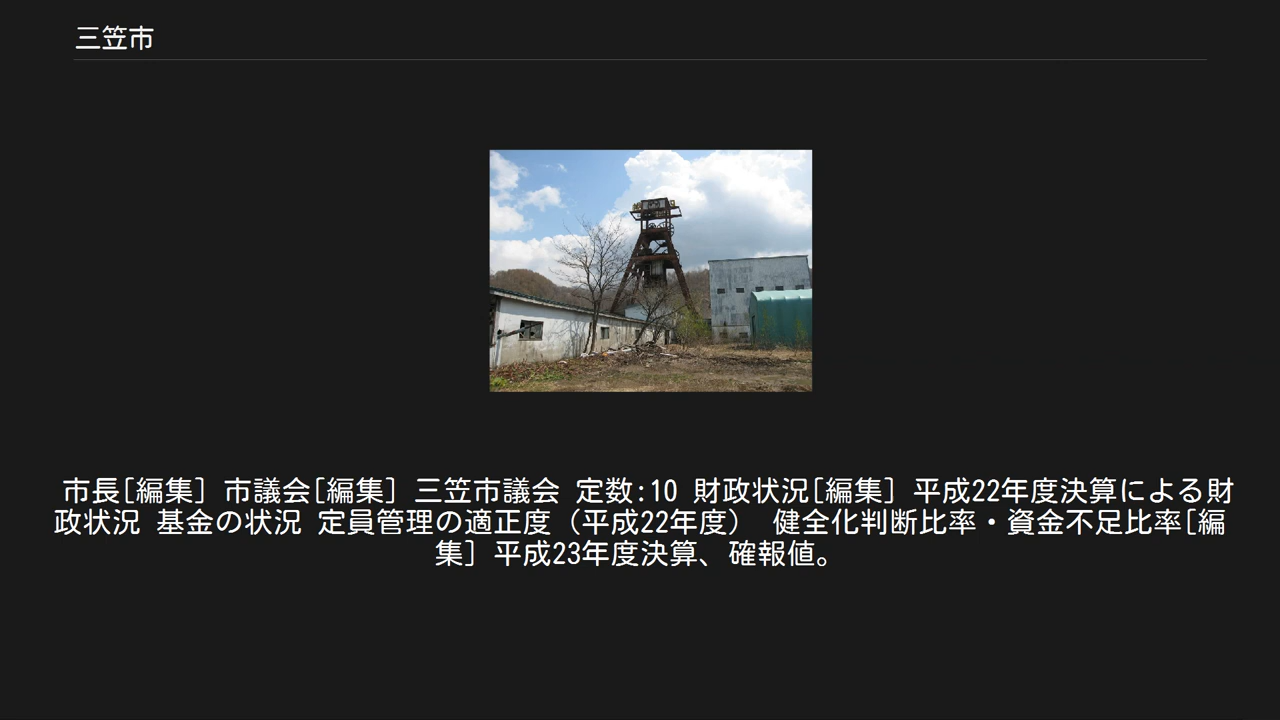 三笠市
市長[編集] 市議会[編集] 三笠市議会 定数:10 財政状況[編集] 平成22年度決算による財
政状況 基金の状況 定員管理の適正度（平成22年度） 健全化判断比率・資金不足比率[編
集] 平成23年度決算、確報値。